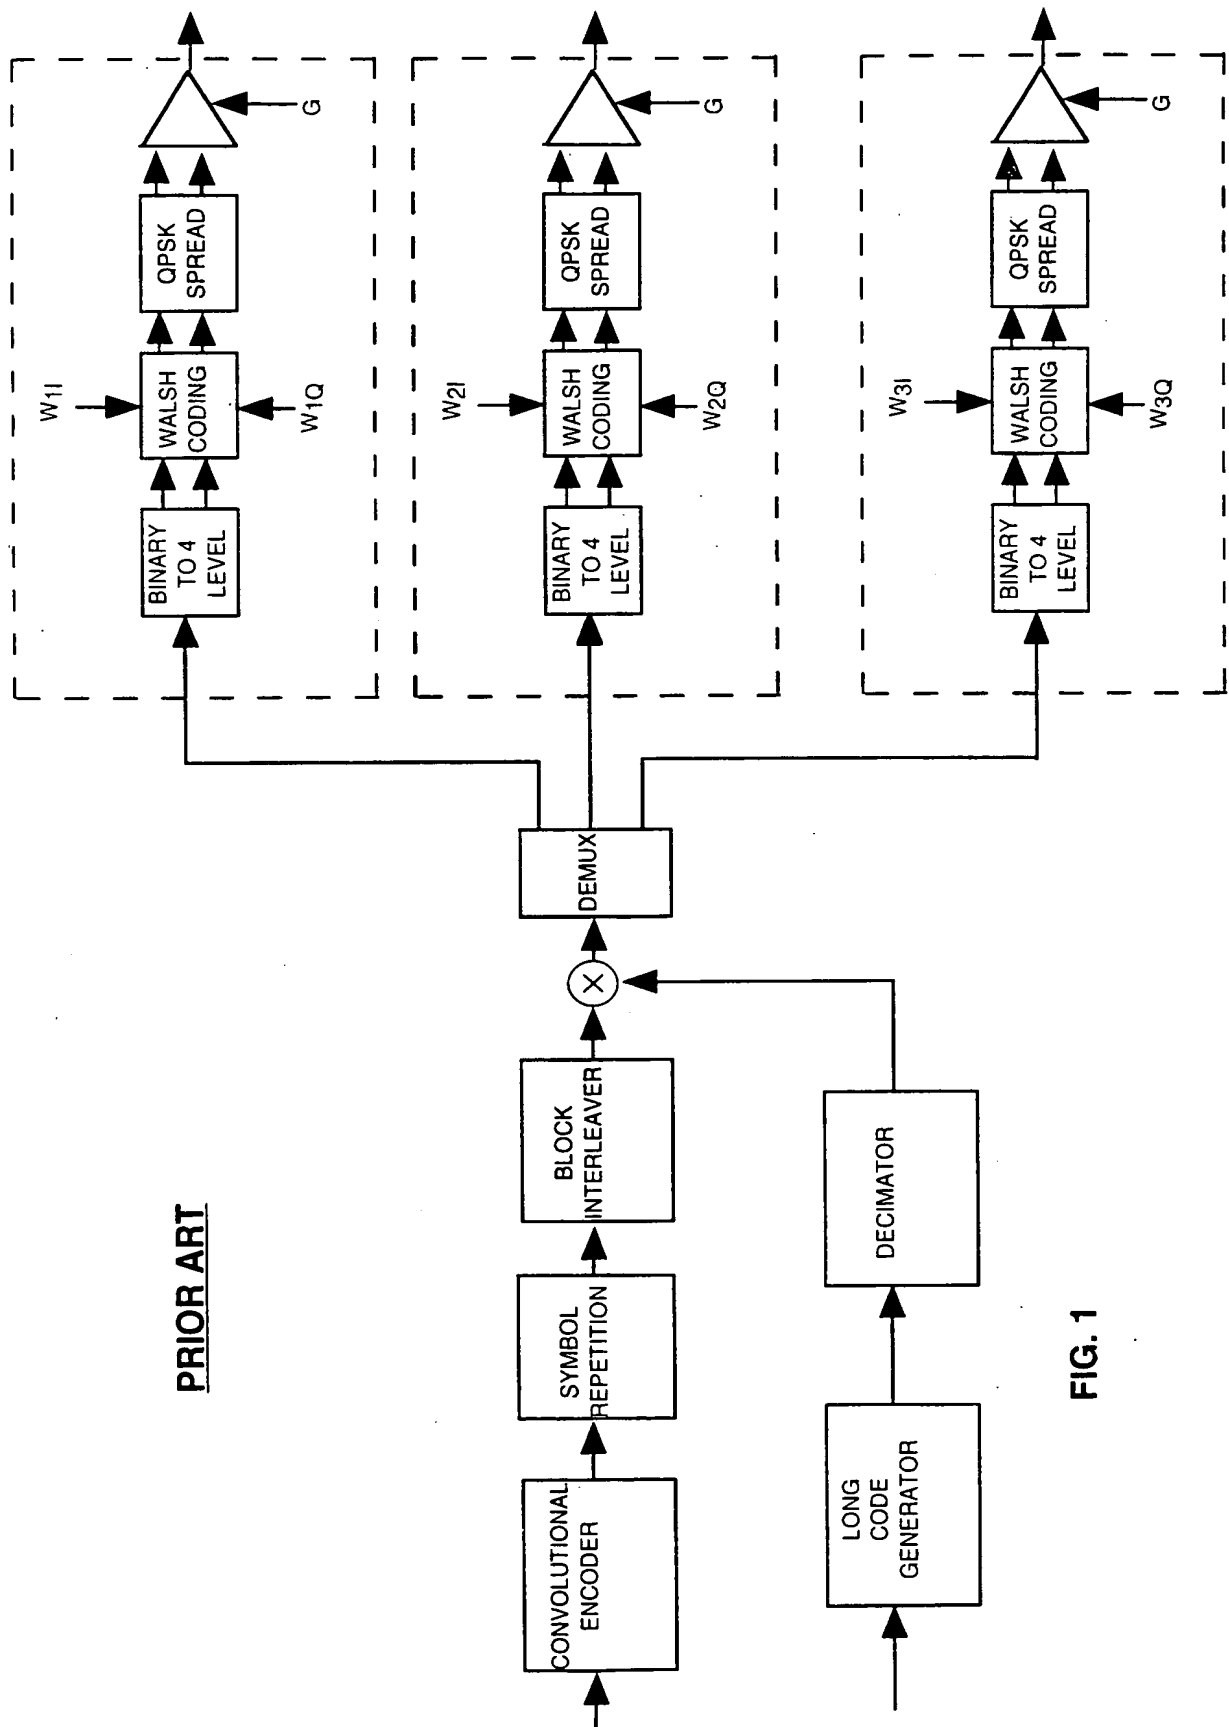 PRIOR ART
CONVOLUTIONAL
ENCODER
SYMBOL
REPETITION
BLOCK
INTERLEAVER
X
LONG
CODE
GENERATOR
DECIMATOR
DEMUX
BINARY
TO 4
LEVEL
W1I
WALSH
CODING
W1Q
QPSK
SPREAD
G
BINARY
TO 4
LEVEL
W2I
WALSH
CODING
W2Q
QPSK
SPREAD
G
BINARY
TO 4
LEVEL
W3I
WALSH
CODING
W3Q
QPSK
SPREAD
G
FIG. 1